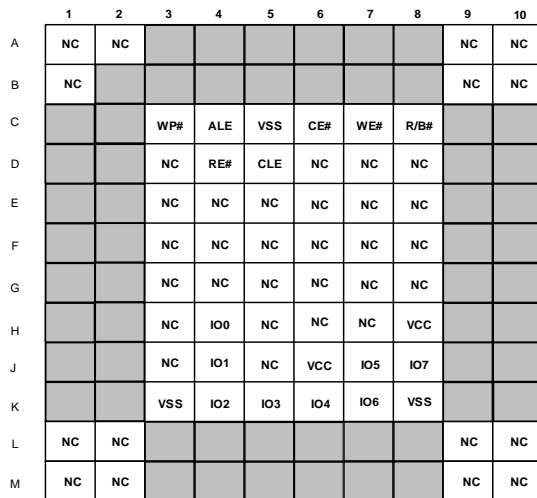 1 2 3 4 5 6 7 8 9 10
A NC NC NC NC
B NC NC NC
C WP# ALE VSS CE# WE# R/B#
D NC RE# CLE NC NC NC
E NC NC NC NC NC NC
F NC NC NC NC NC NC
G NC NC NC NC NC NC
H NC IO0 NC NC NC VCC
J NC IO1 NC VCC IO5 IO7
K VSS IO2 IO3 IO4 IO6 VSS
L NC NC NC NC
M NC NC NC NC